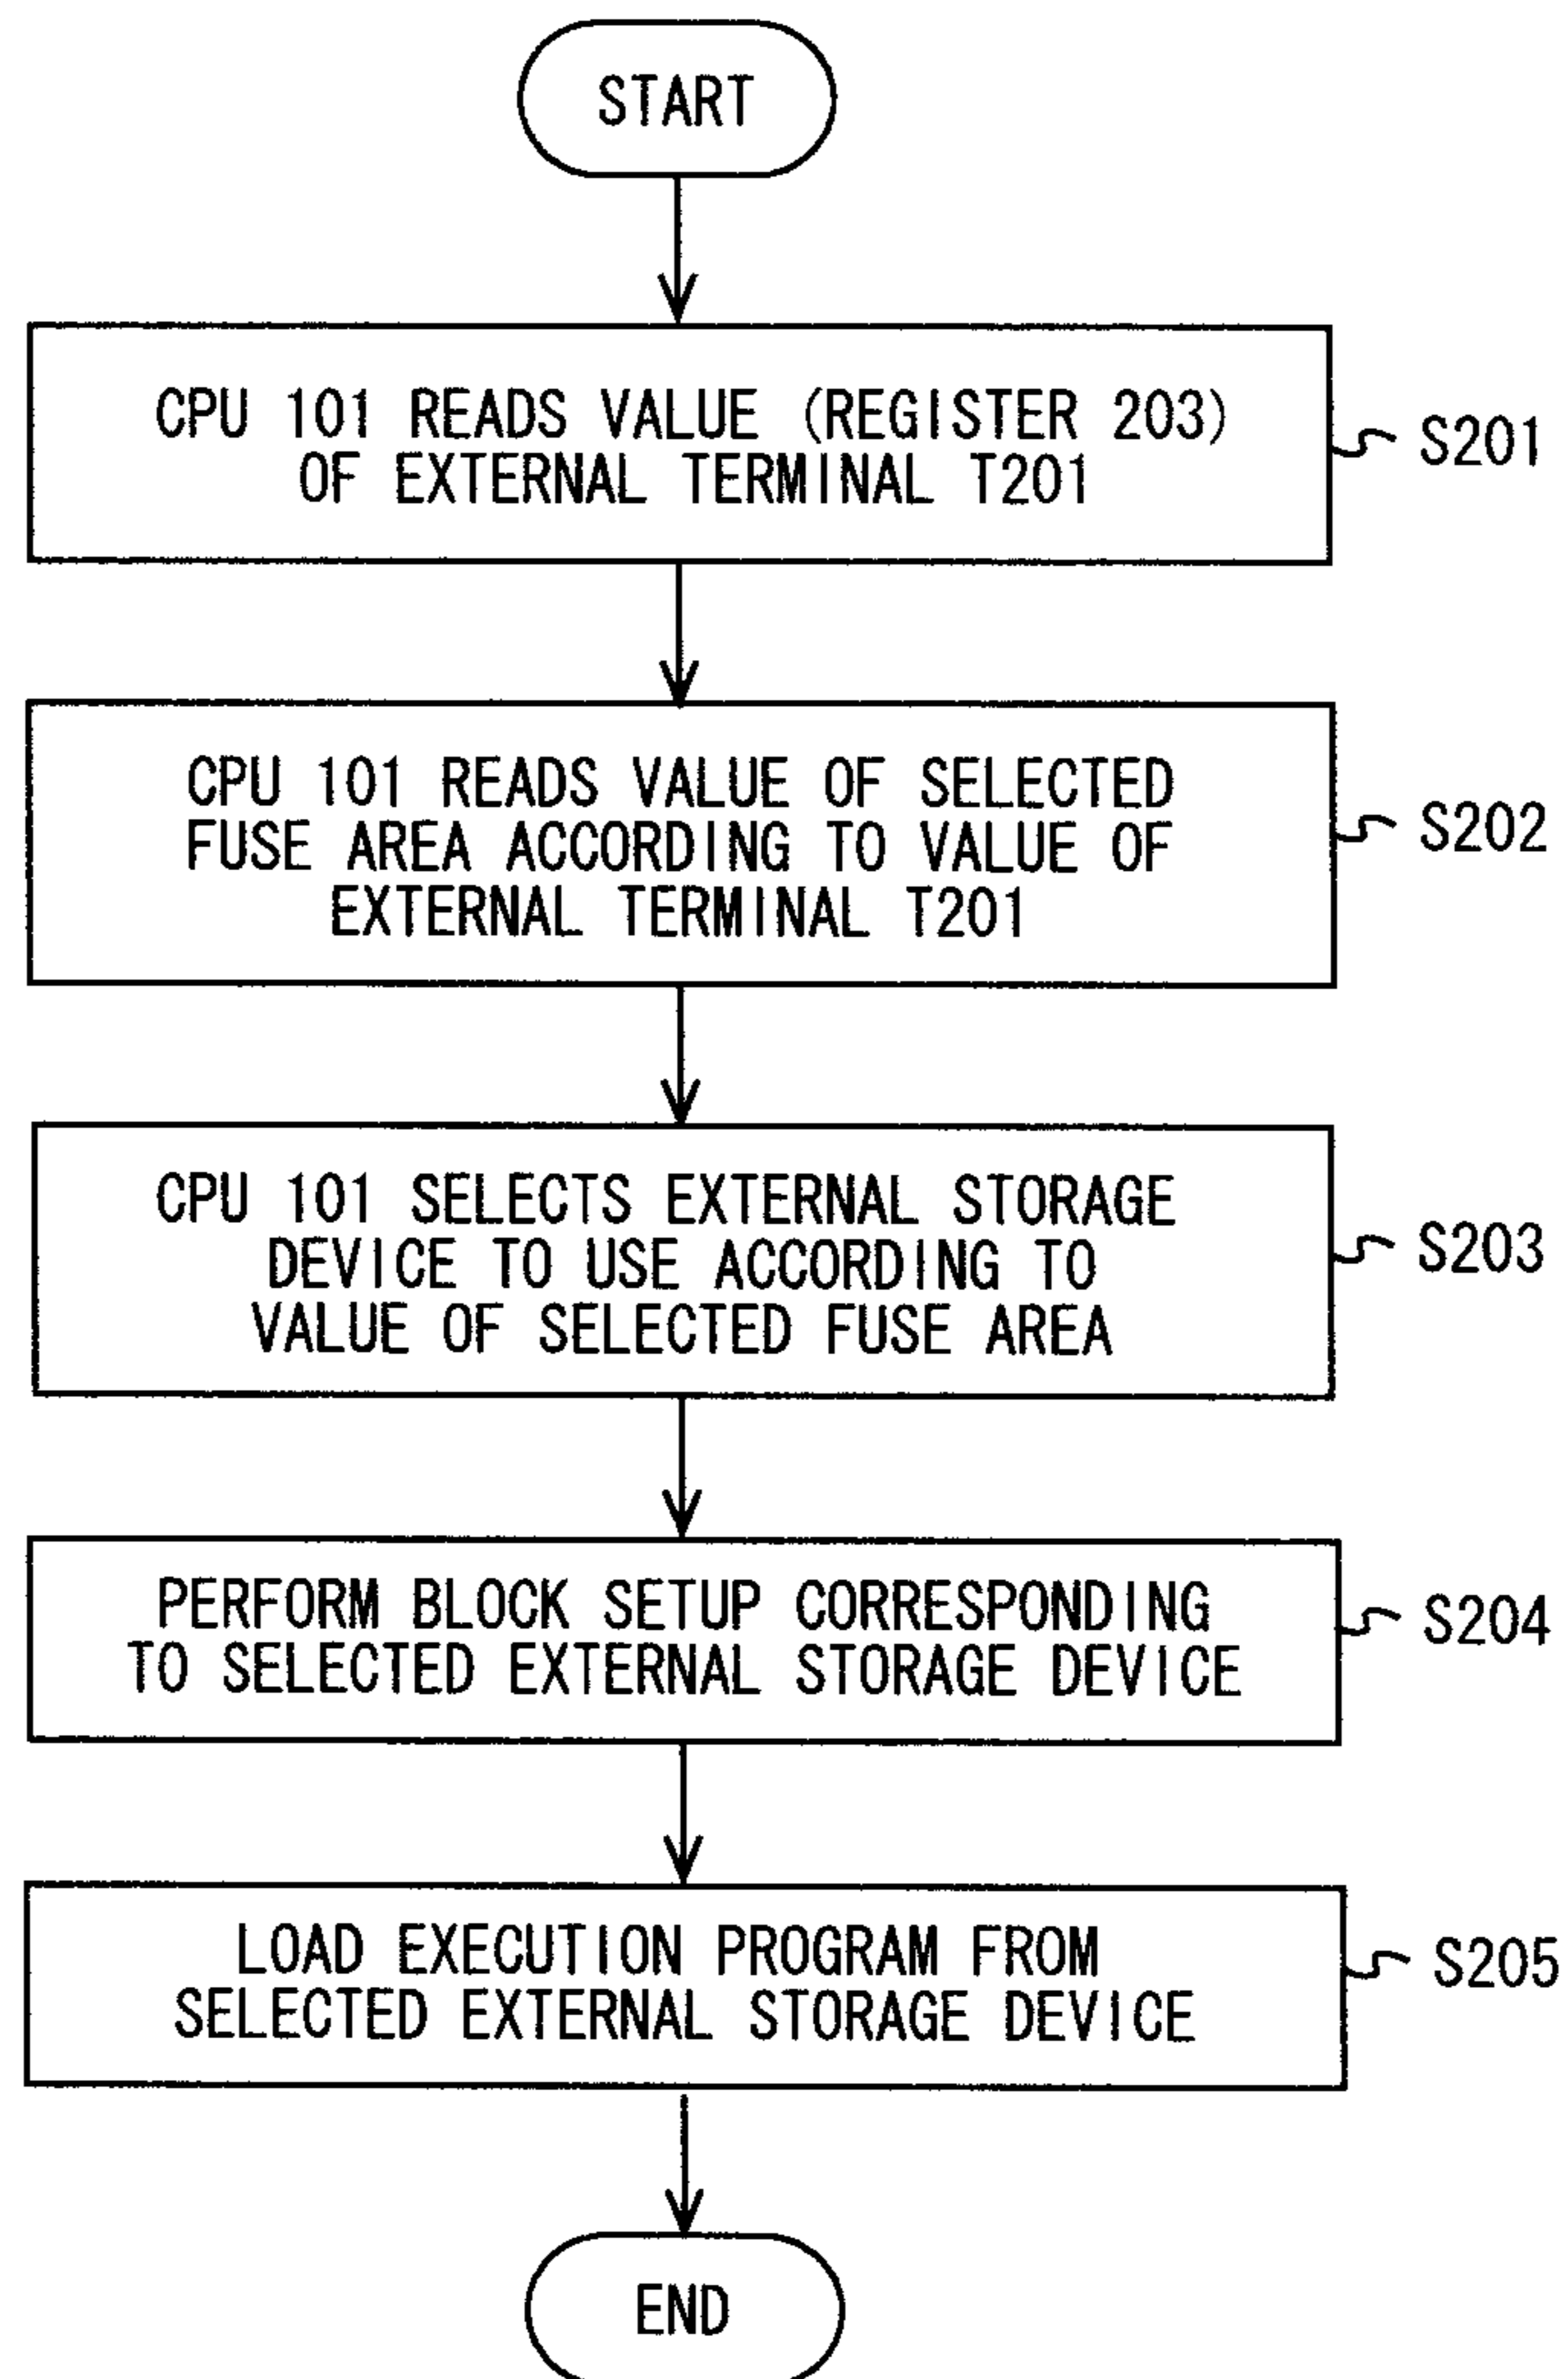 START
CPU 101 READS VALUE (REGISTER 203)
OF EXTERNAL TERMINAL T201
S201
CPU 101 READS VALUE OF SELECTED
FUSE AREA ACCORDING TO VALUE OF
EXTERNAL TERMINAL T201
S202
CPU 101 SELECTS EXTERNAL STORAGE
DEVICE TO USE ACCORDING TO
VALUE OF SELECTED FUSE AREA
S203
PERFORM BLOCK SETUP CORRESPONDING
TO SELECTED EXTERNAL STORAGE DEVICE
S204
LOAD EXECUTION PROGRAM FROM
SELECTED EXTERNAL STORAGE DEVICE
S205
END